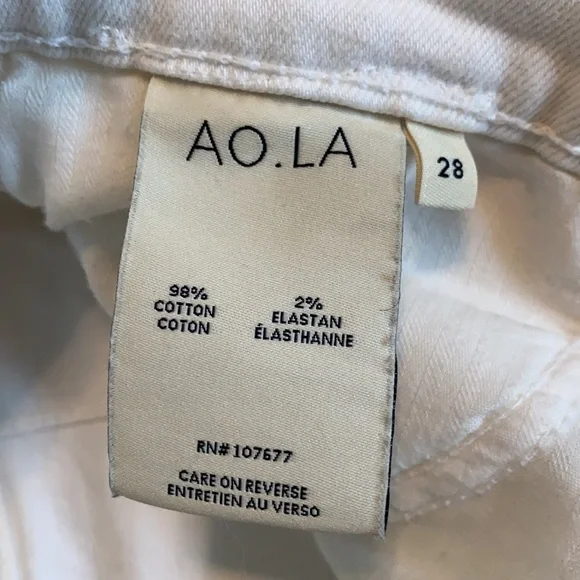 AO.LA
28
98%
COTTON
COTON
2%
ELASTAN
ÉLASTHANNE
RN# 107677
CARE ON REVERSE
ENTRETIEN AU VERSO